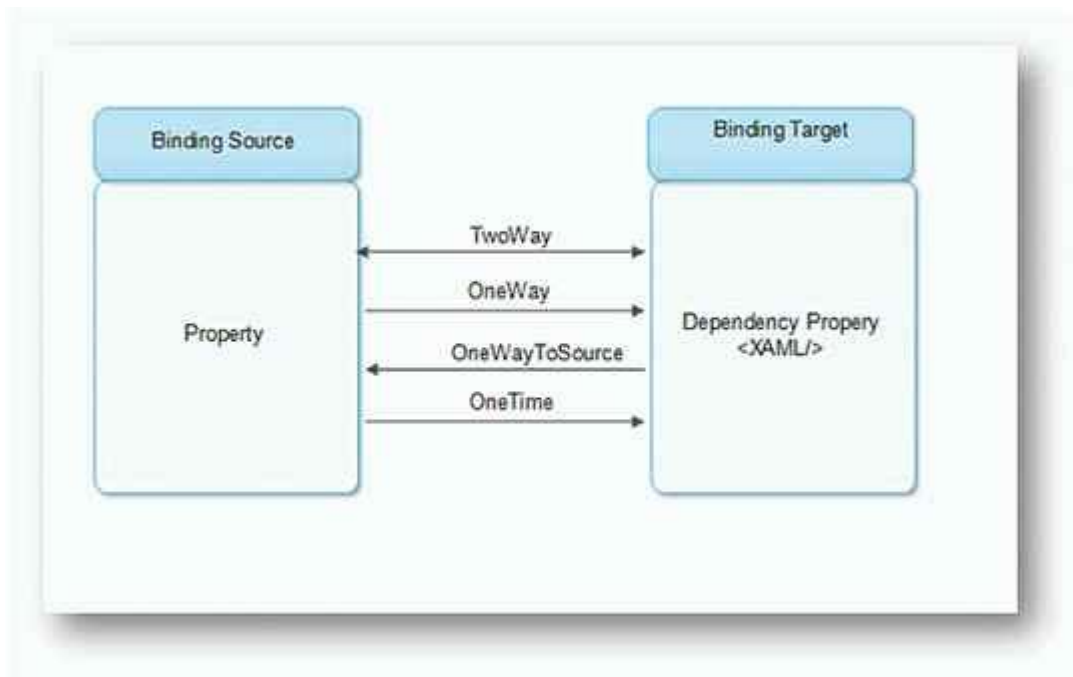 Binding Source
Binding Target
TwoWay
OneWay
Property
Dependency Propery
<XAML/>
OneWayToSource
OneTime